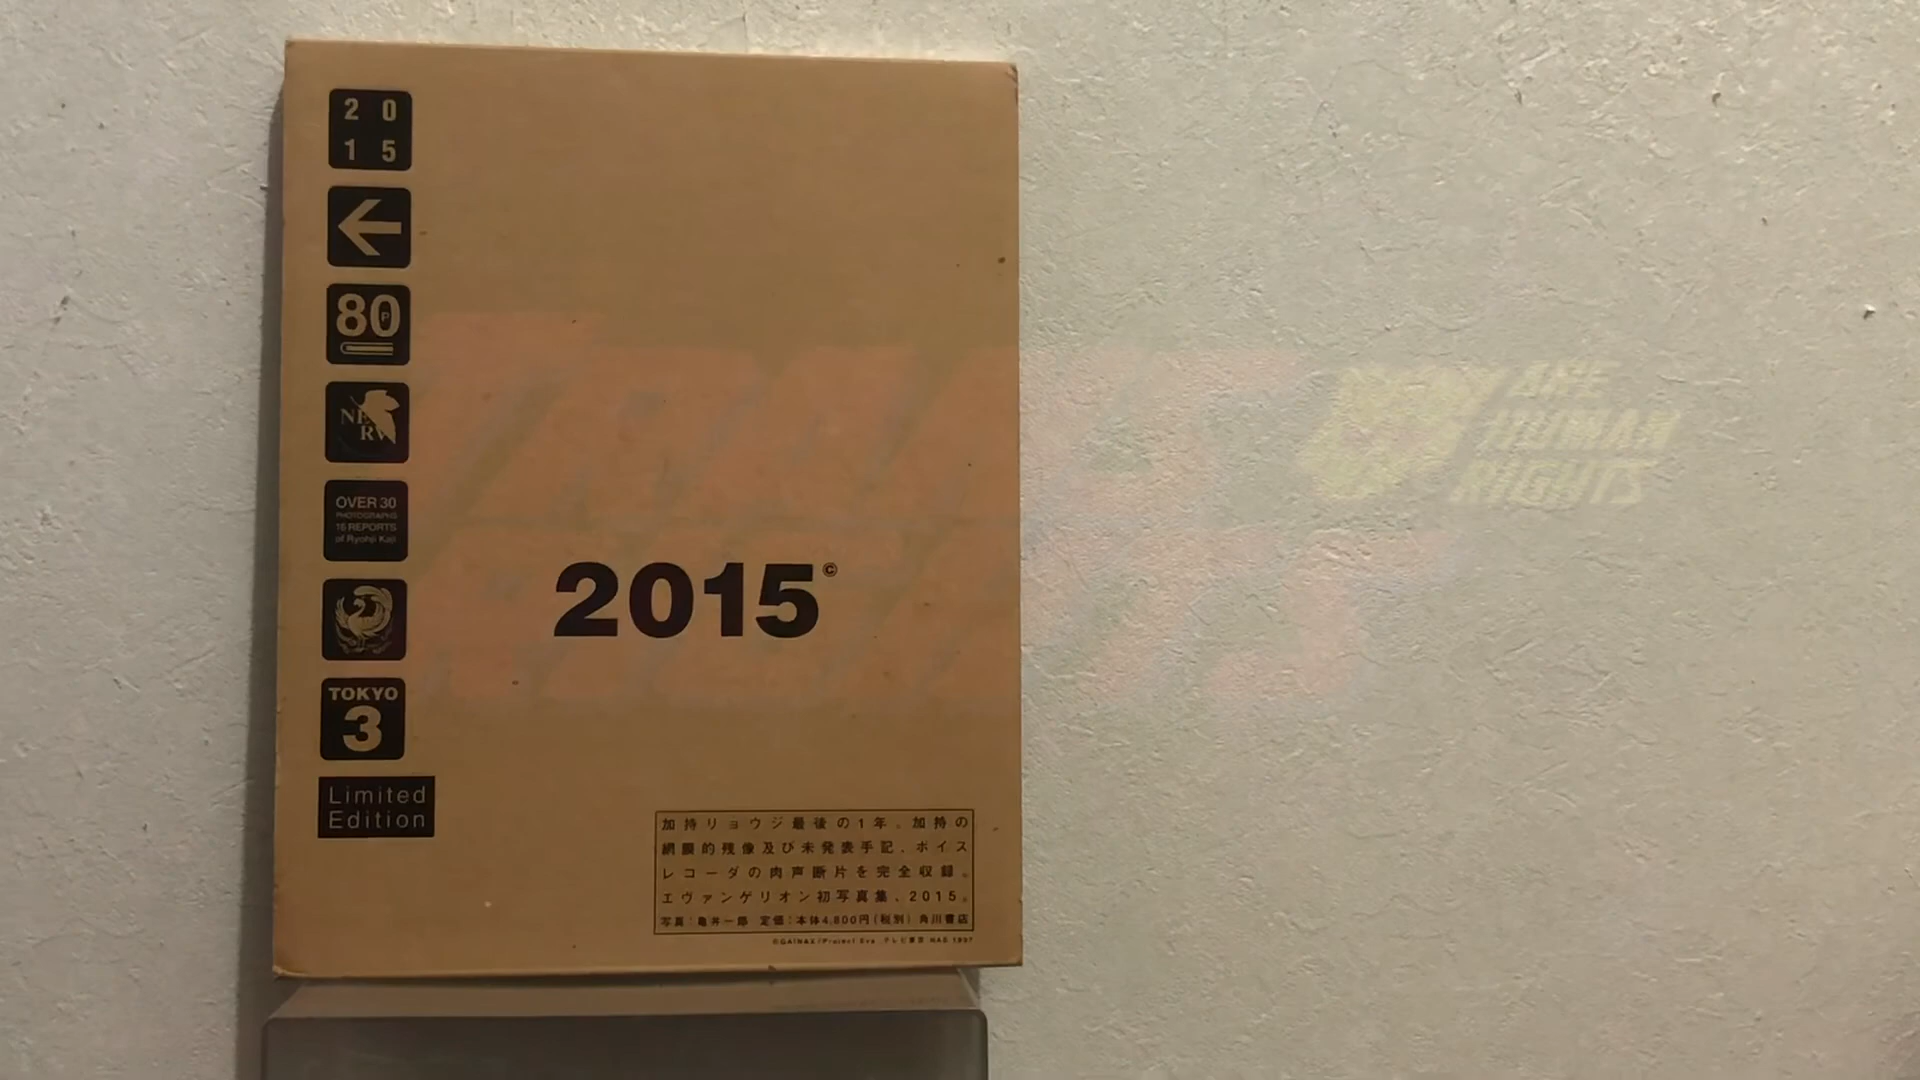 2 0
1 5
80
P
NERV
OVER 30
PHOTOGRAPHS
16 REPORTS
of Ryohji Kaji
2015©
TOKYO
3
Limited
Edition
加持リョウジ最後の1年。加持の
網膜的残像及び未発表手記、ボイス
レコーダの肉声断片を完全収録。
エヴァンゲリオン初写真集、2015。
写真：亀井一郎 定価：本体4,800円(税別) 角川書店
©GAINAX/Project Eva.,テレビ東京 NAS 1997
TRANS
RIGHTS
ARE
HUMAN
RIGHTS